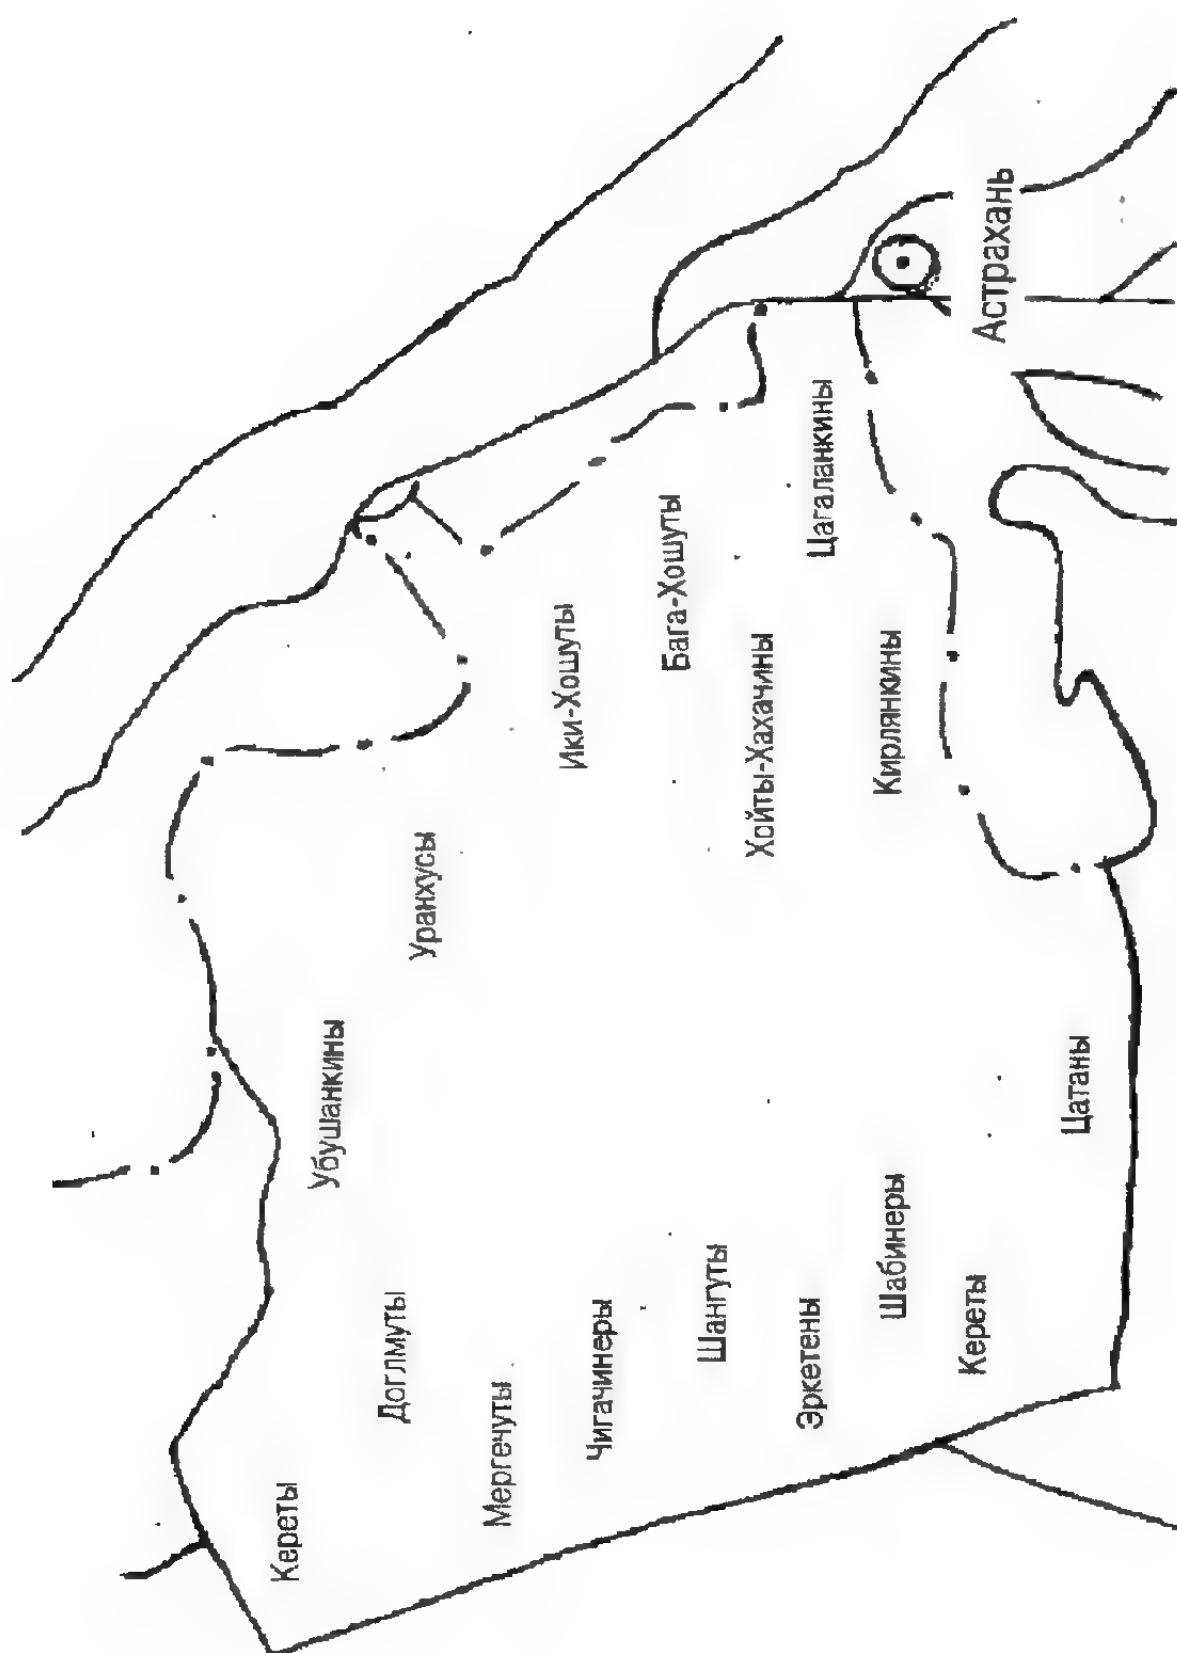 Кереты
Мергечуты
Доглмуты
Чигачинеры
Эркетены
Шангуты
Кереты
Шабинеры
Убушанкины
Цатаны
Уранхусы
Хойты-Хахачины
Кирлянкины
Ики-Хошуты
Бага-Хошуты
Цагаланкины
Астрахань